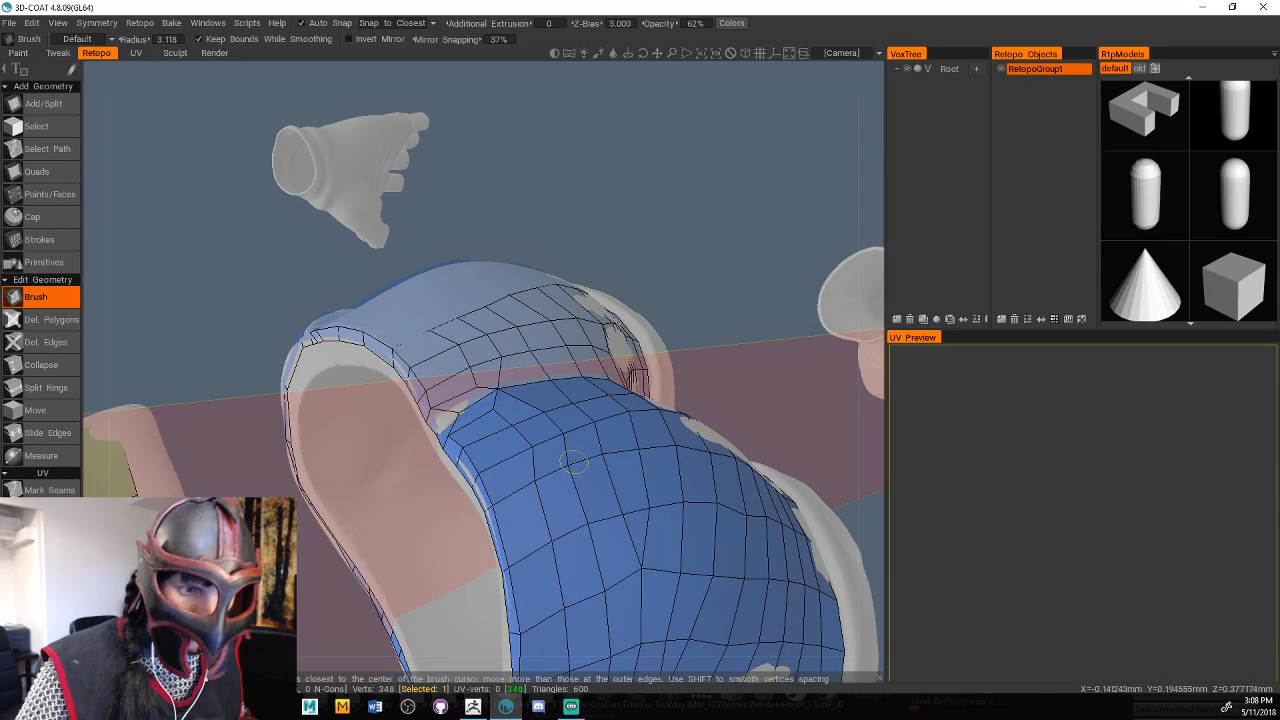 3D-COAT 4.8.09(GL64)
File Edit View Symmetry Retopo Bake Windows Scripts Help Auto Snap Snap to Closest Additional Extrusion 0 Z-Bias 3.000 Opacity 62% Colors
Brush Default Radius 3.118 Keep Bounds While Smoothing Invert Mirror Mirror Snapping 37%
Paint Tweak Retopo UV Sculpt Render [Camera]
VoxTree
Retopo Objects
RtpModels
V Root +
RetopoGroup1
default old
Add Geometry
Add/Split
Select
Select Path
Quads
Points/Faces
Cap
Strokes
Primitives
Edit Geometry
Brush
Del. Polygons
Del. Edges
Collapse
Split Rings
Move
Slide Edges
Measure
UV
Mark Seams
UV Preview
closest to the center of the brush cursor move more than those at the outer edges. Use SHIFT to smooth vertices spacing
, 0 N-Gons) Verts: 348 [Selected: 1] UV-verts: 0 [348] Triangles: 600
X=-0.141243mm Y=0.194555mm Z=0.377174mm
3:08 PM
5/11/2018